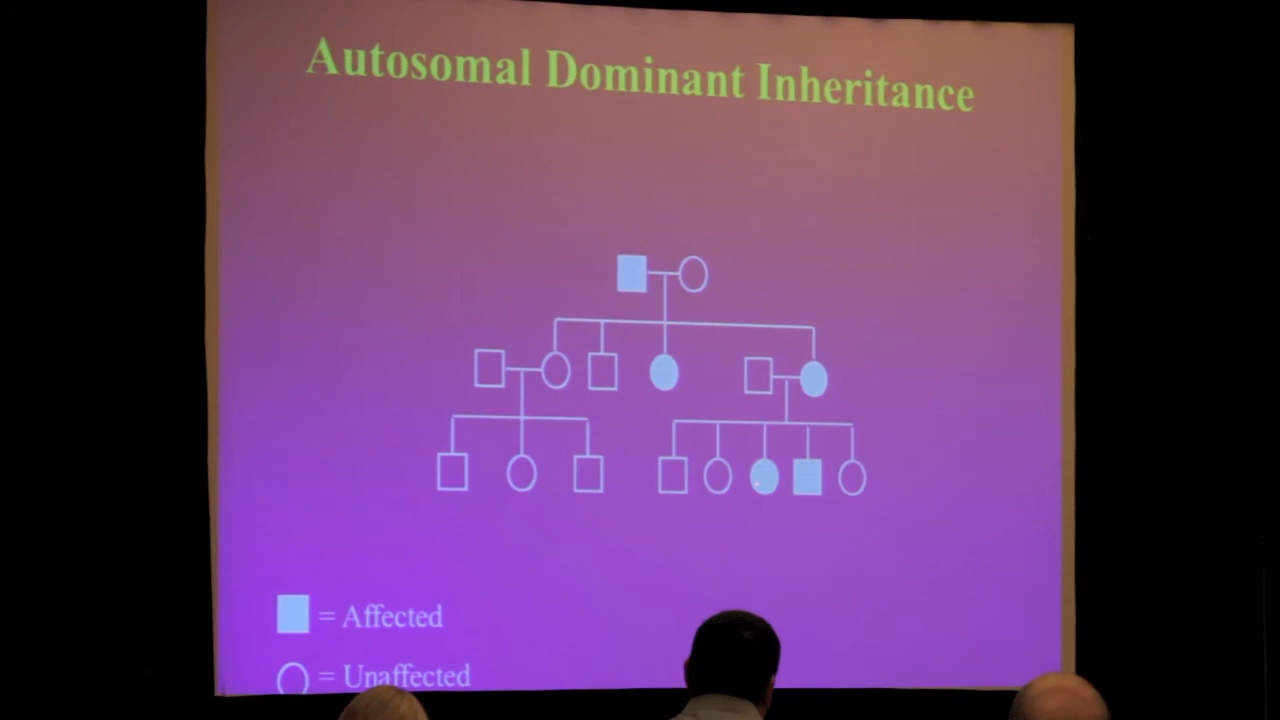 Autosomal Dominant Inheritance
= Affected
= Unaffected